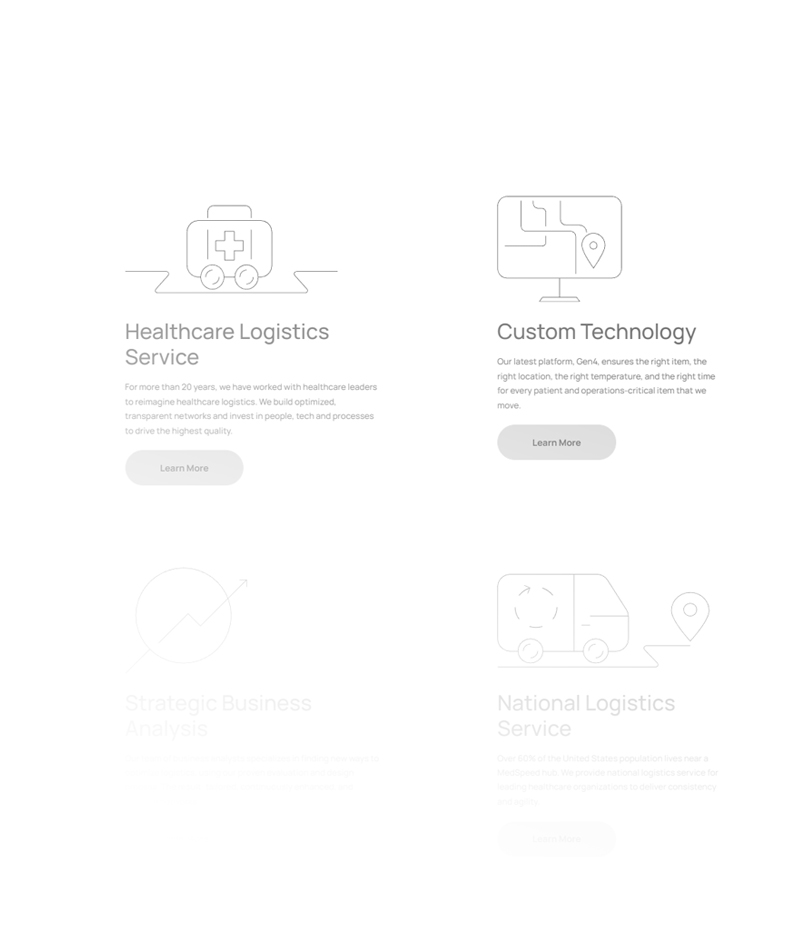 Healthcare Logistics
Service
For more than 20 years, we have worked with healthcare leaders
to reimagine healthcare logistics. We build optimized,
transparent networks and invest in people, tech and processes
to drive the highest quality.
Learn More
Custom Technology
Our latest platform, Gen4, ensures the right item, the
right location, the right temperature, and the right time
for every patient and operations-critical item that we
move.
Learn More
Strategic Business
Analysis
National Logistics
Service
Over 60% of the United States population lives near a
MedSpeed hub. We provide national logistics service for
leading healthcare organizations to deliver consistency
and agility.
Learn More